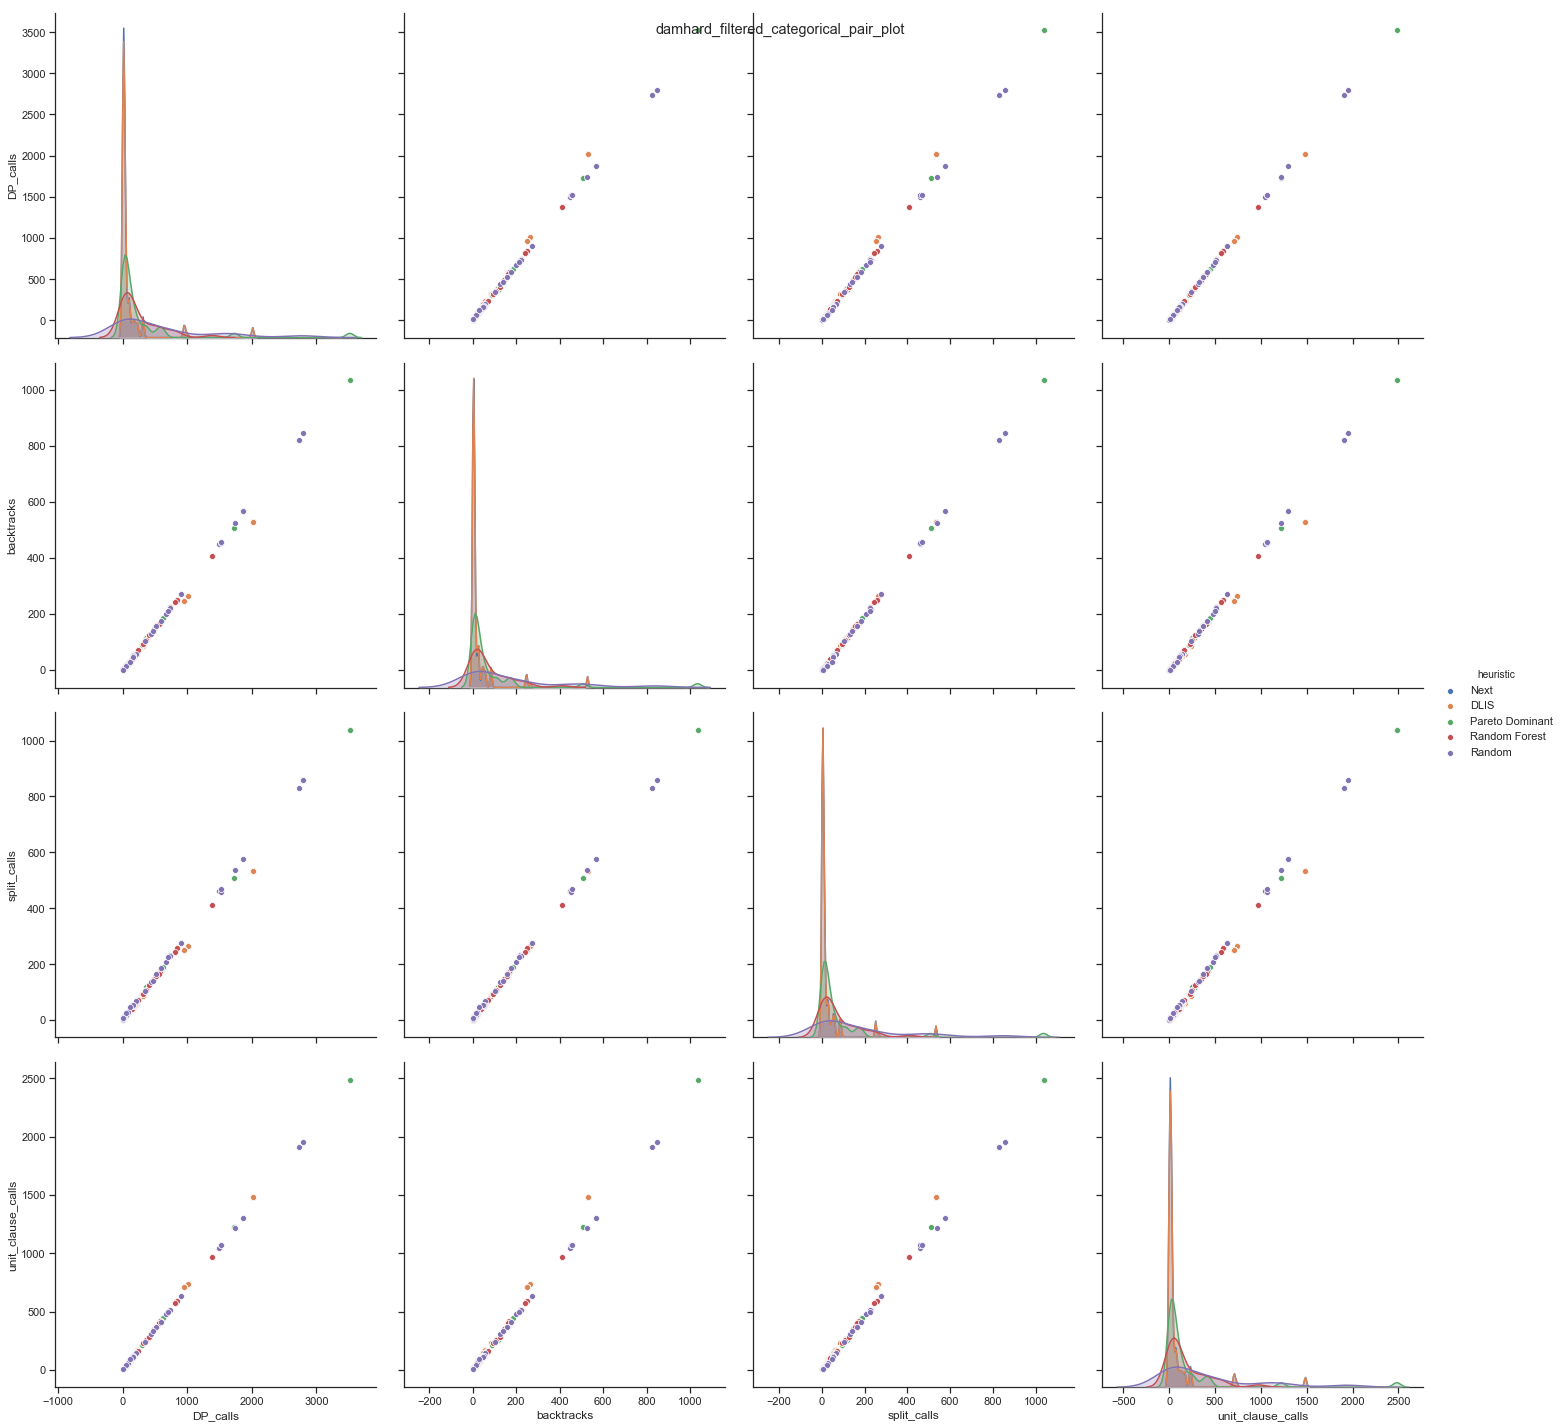 damhard_filtered_categorical_pair_plot
3500
3000
2500
2000
1500
1000
500
0
DP_calls
1000
800
600
400
200
0
backtracks
heuristic
Next
DLIS
Pareto Dominant
Random Forest
Random
1000
800
600
400
200
0
split_calls
2500
2000
1500
1000
500
0
unit_clause_calls
−1000 0 1000 2000 3000
−200 0 200 400 600 800 1000
−200 0 200 400 600 800 1000
−500 0 500 1000 1500 2000 2500
DP_calls
backtracks
split_calls
unit_clause_calls